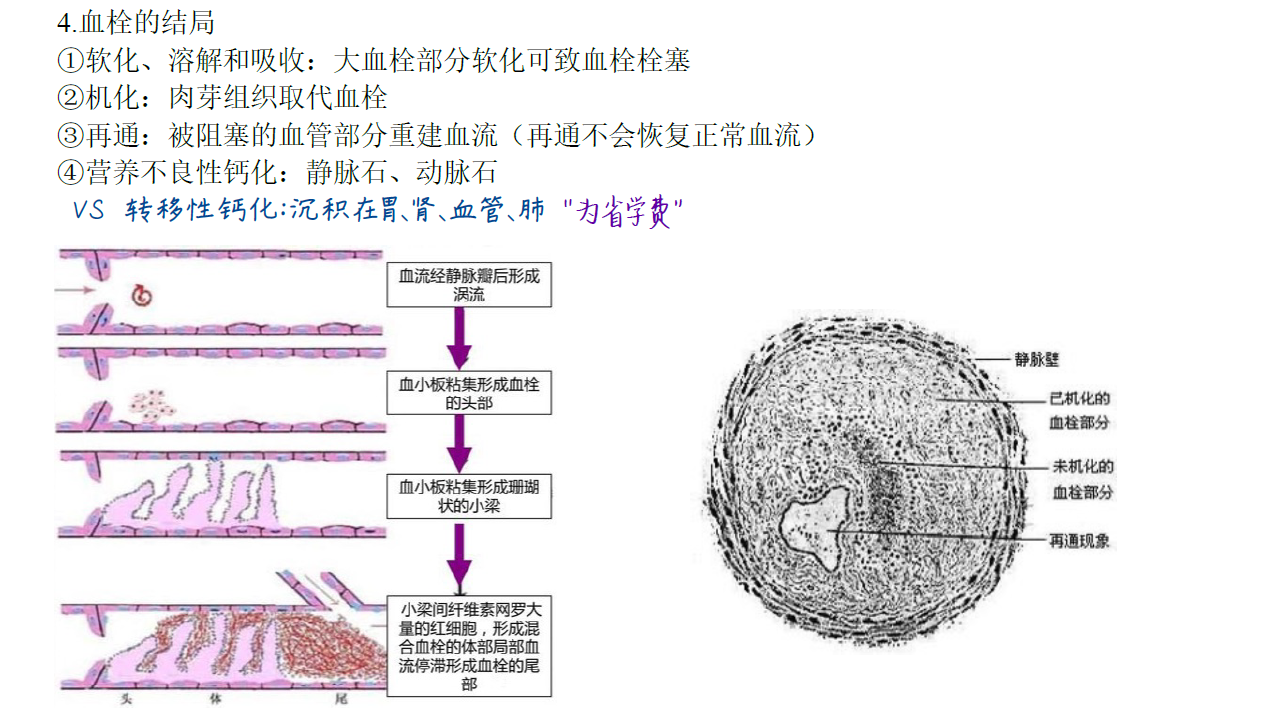 4.血栓的结局
①软化、溶解和吸收：大血栓部分软化可致血栓栓塞
②机化：肉芽组织取代血栓
③再通：被阻塞的血管部分重建血流（再通不会恢复正常血流）
④营养不良性钙化：静脉石、动脉石
VS 转移性钙化:沉积在胃、肾、血管、肺 "为省学费"
血流经静脉瓣后形成
涡流
血小板粘集形成血栓
的头部
血小板粘集形成珊瑚
状的小梁
小梁间纤维素网罗大
量的红细胞，形成混
合血栓的体部局部血
流停滞形成血栓的尾
部
头 体 尾
静脉壁
已机化的
血栓部分
未机化的
血栓部分
再通现象